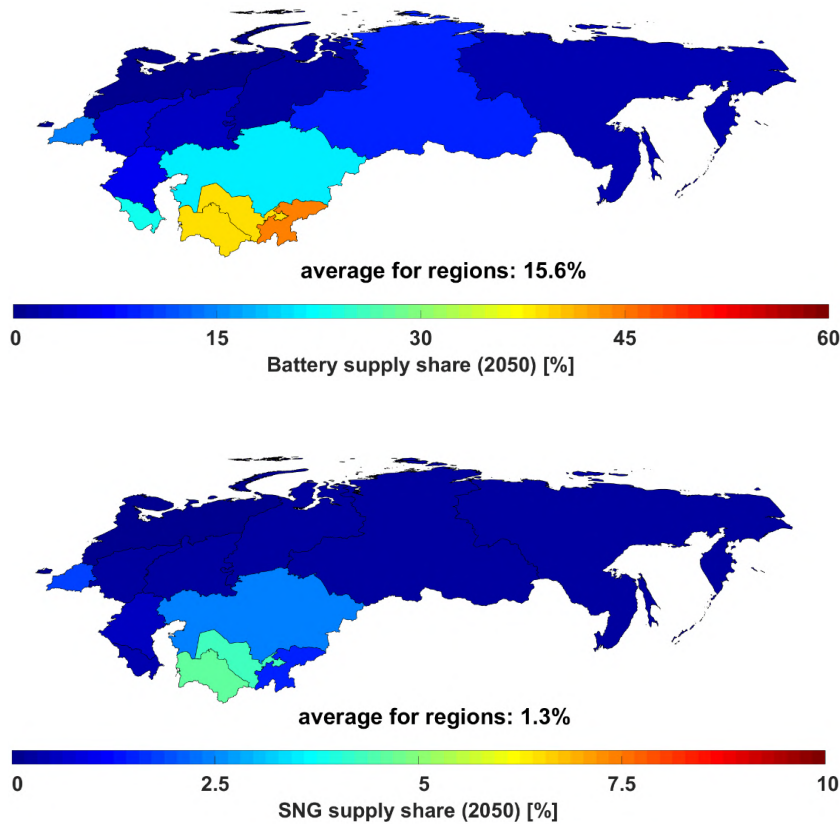 average for regions: 15.6%
0 15 30 45 60
Battery supply share (2050) [%]
average for regions: 1.3%
0 2.5 5 7.5 10
SNG supply share (2050) [%]